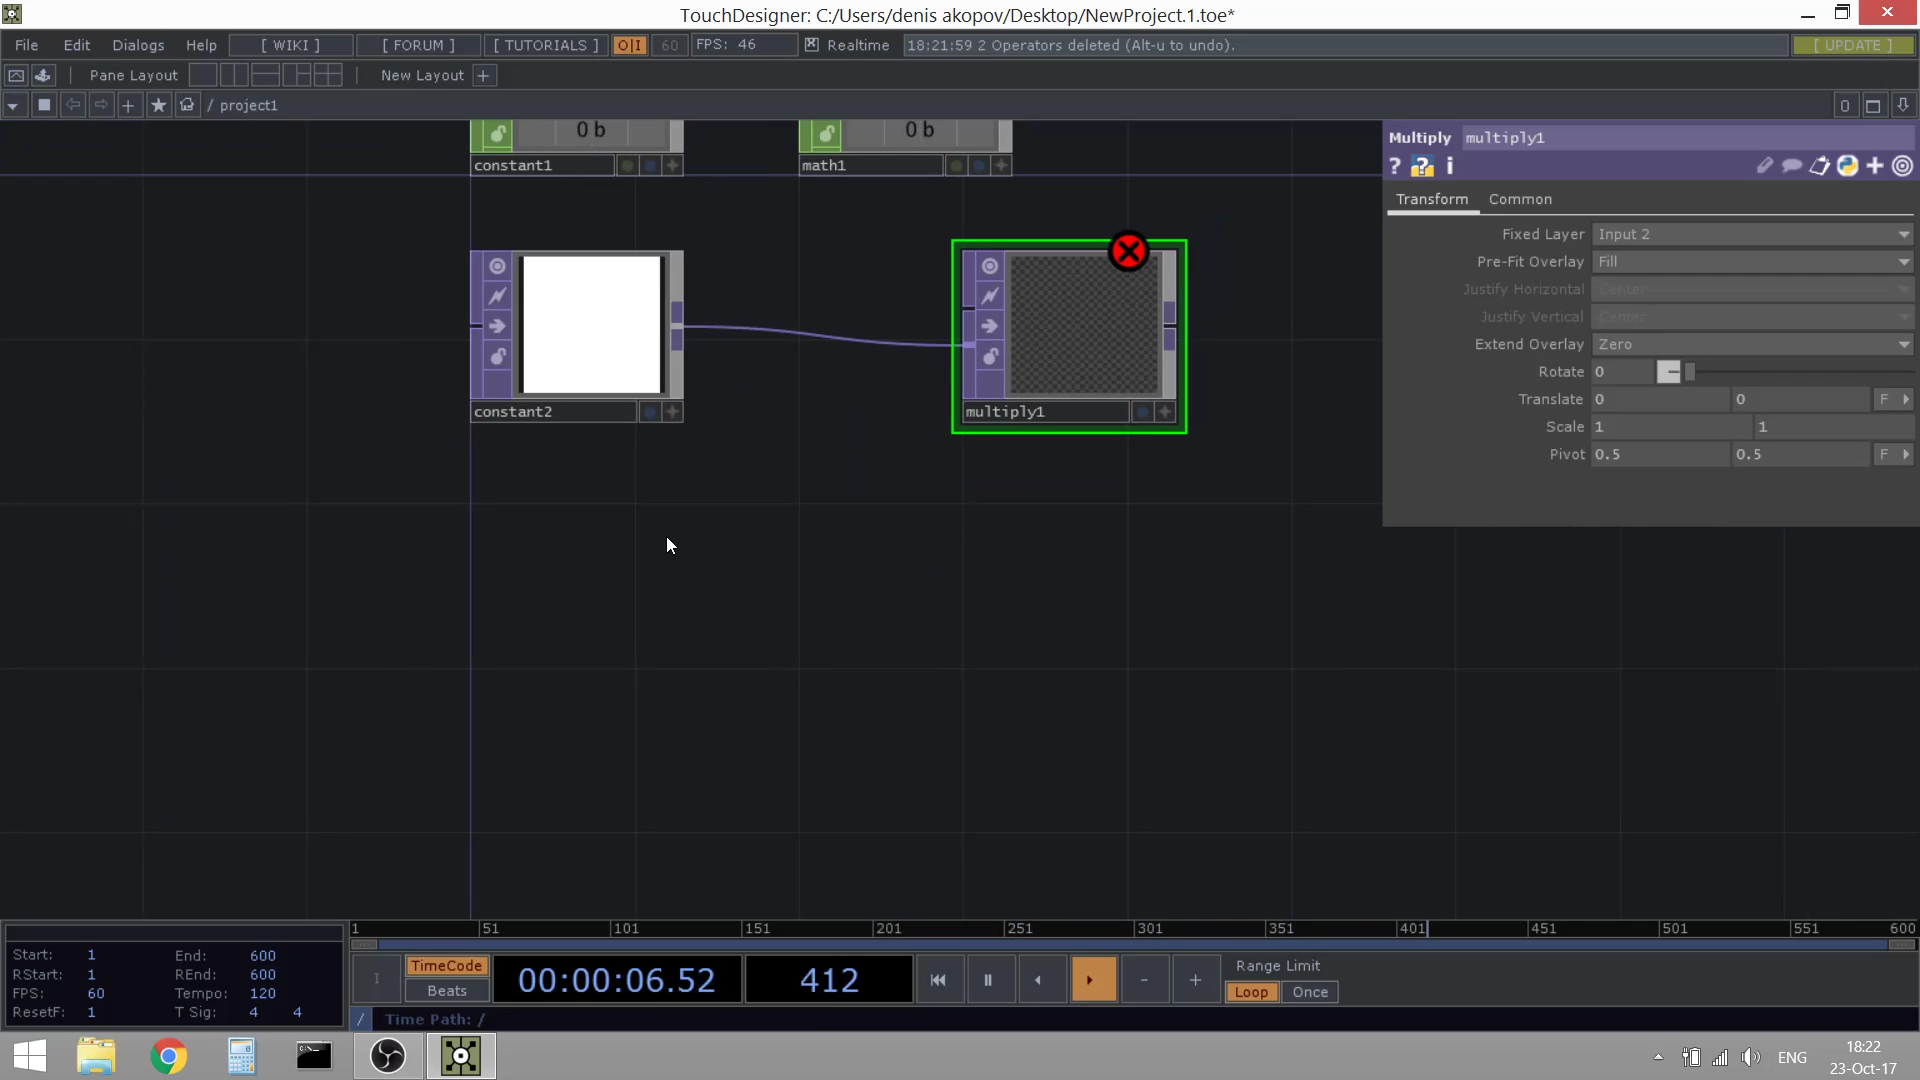 TouchDesigner: C:/Users/denis akopov/Desktop/NewProject.1.toe*
File Edit Dialogs Help [ WIKI ] [ FORUM ] [ TUTORIALS ] O|I 60 FPS: 46 Realtime 18:21:59 2 Operators deleted (Alt-u to undo). [ UPDATE ]
Pane Layout New Layout +
/ project1 0
0 b 0 b
constant1 math1
constant2 multiply1
Multiply multiply1
? ? i
Transform Common
Fixed Layer Input 2
Pre-Fit Overlay Fill
Justify Horizontal Center
Justify Vertical Center
Extend Overlay Zero
Rotate 0
Translate 0 0 F
Scale 1 1
Pivot 0.5 0.5 F
1 51 101 151 201 251 301 351 401 451 501 551 600
Start: 1 End: 600
RStart: 1 REnd: 600
FPS: 60 Tempo: 120
ResetF: 1 T Sig: 4 4
I TimeCode Beats 00:00:06.52 412 - + Range Limit
Loop Once
/ Time Path: /
ENG 18:22
23-Oct-17